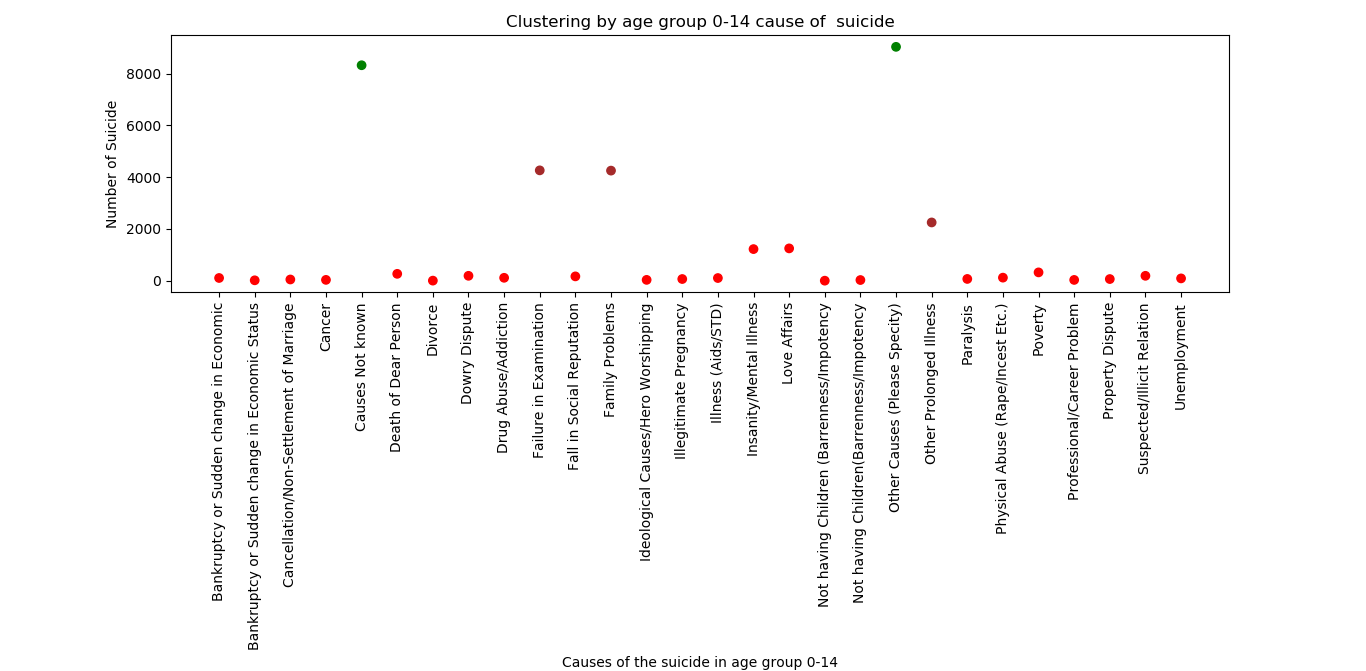 Clustering by age group 0-14 cause of  suicide
Number of Suicide
8000
6000
4000
2000
0
Bankruptcy or Sudden change in Economic
Bankruptcy or Sudden change in Economic Status
Cancellation/Non-Settlement of Marriage
Cancer
Causes Not known
Death of Dear Person
Divorce
Dowry Dispute
Drug Abuse/Addiction
Failure in Examination
Fall in Social Reputation
Family Problems
Ideological Causes/Hero Worshipping
Illegitimate Pregnancy
Illness (Aids/STD)
Insanity/Mental Illness
Love Affairs
Not having Children (Barrenness/Impotency
Not having Children(Barrenness/Impotency
Other Causes (Please Specity)
Other Prolonged Illness
Paralysis
Physical Abuse (Rape/Incest Etc.)
Poverty
Professional/Career Problem
Property Dispute
Suspected/Illicit Relation
Unemployment
Causes of the suicide in age group 0-14